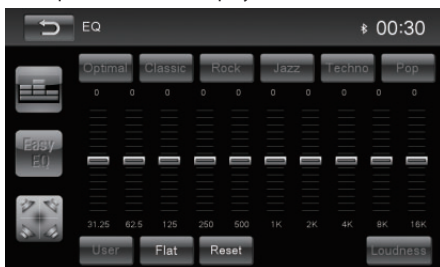 EQ 00:30
Optimal Classic Rock Jazz Techno Pop
0 0 0 0 0 0 0 0 0 0
Easy
EQ
31.25 62.5 125 250 500 1K 2K 4K 8K 16K
User Flat Reset Loudness